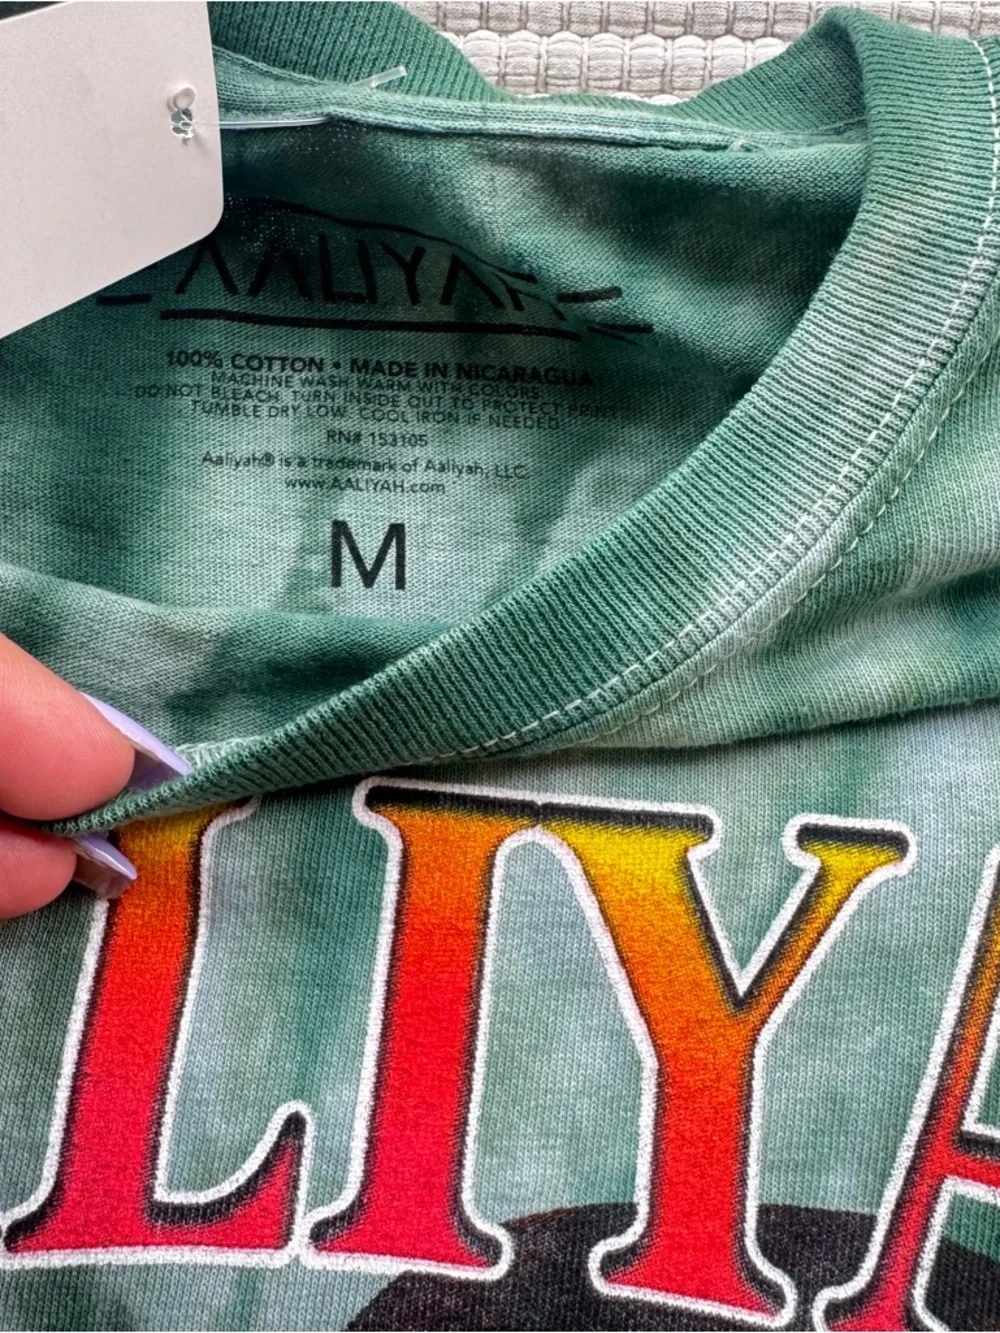 AALIYAH
100% COTTON • MADE IN NICARAGUA
MACHINE WASH WARM WITH COLORS
DO NOT BLEACH. TURN INSIDE OUT TO PROTECT PRINT
TUMBLE DRY LOW. COOL IRON IF NEEDED
RN# 153105
Aaliyah® is a trademark of Aaliyah, LLC
www.AALIYAH.com
M
LIYA